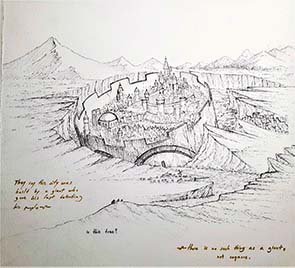 They say this city was
built by a giant who
gave his last defending
his people
is this true?
there is no such thing as a giant,
not anymore.